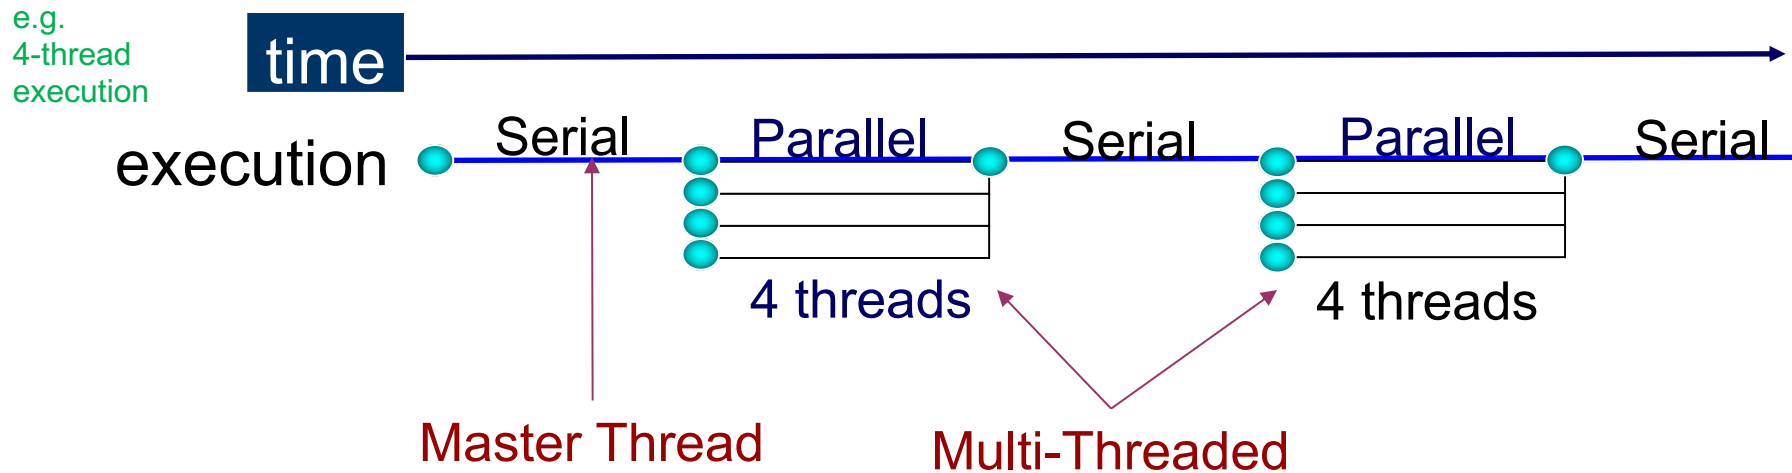 e.g.
4-thread
execution
time
Serial Parallel Serial Parallel Serial
execution
4 threads 4 threads
Master Thread Multi-Threaded